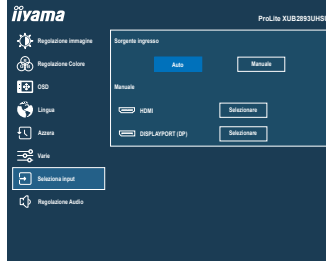 iiyama
ProLite XUB2893UHSU
Regolazione immagine
Sorgente ingresso
Regolazione Colore
Auto
Manuale
OSD
Manuale
Lingua
HDMI
Selezionare
Azzera
DISPLAYPORT (DP)
Selezionare
Varie
Seleziona input
Regolazione Audio